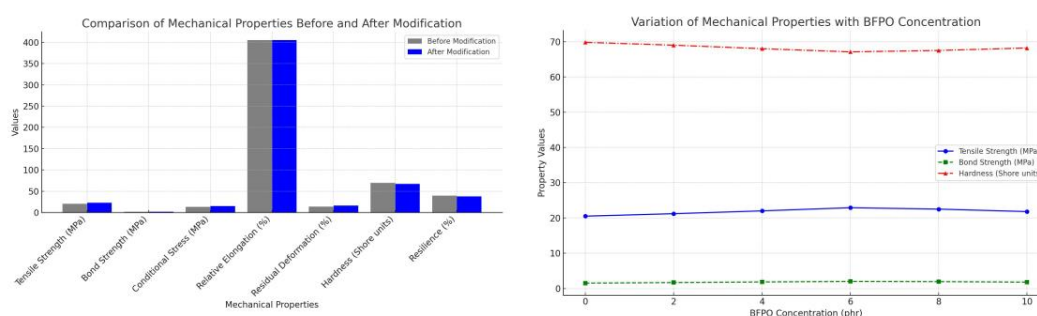 Comparison of Mechanical Properties Before and After Modification
Before Modification
After Modification
Values
400
350
300
250
200
150
100
50
0
Tensile Strength (MPa)
Bond Strength (MPa)
Conditional Stress (MPa)
Relative Elongation (%)
Residual Deformation (%)
Hardness (Shore units)
Resilience (%)
Mechanical Properties
Variation of Mechanical Properties with BFPO Concentration
Property Values
70
60
50
40
30
20
10
0
Tensile Strength (MPa
Bond Strength (MPa)
Hardness (Shore units
0 2 4 6 8 10
BFPO Concentration (phr)